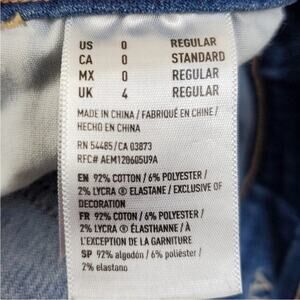 US 0 REGULAR
CA 0 STANDARD
MX 0 REGULAR
UK 4 REGULAR
MADE IN CHINA / FABRIQUÉ EN CHINE /
HECHO EN CHINA
RN 54485/CA 03873
RFC# AEM120605U9A
EN 92% COTTON / 6% POLYESTER /
2% LYCRA ® ELASTANE / EXCLUSIVE OF
DECORATION
FR 92% COTON / 6% POLYESTER /
2% LYCRA ® ÉLASTHANNE / À
L'EXCEPTION DE LA GARNITURE
SP 92% algodón / 6% poliéster /
2% elastano